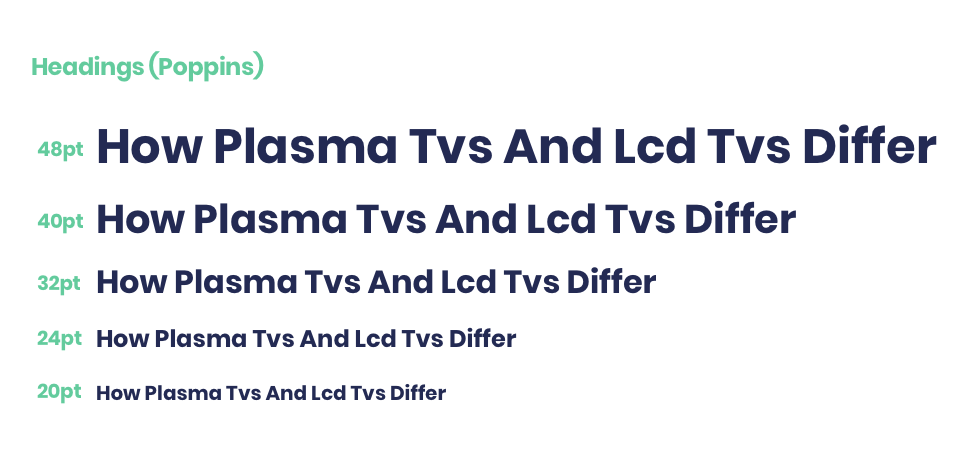 Headings (Poppins)
48pt How Plasma Tvs And Lcd Tvs Differ
40pt How Plasma Tvs And Lcd Tvs Differ
32pt How Plasma Tvs And Lcd Tvs Differ
24pt How Plasma Tvs And Lcd Tvs Differ
20pt How Plasma Tvs And Lcd Tvs Differ